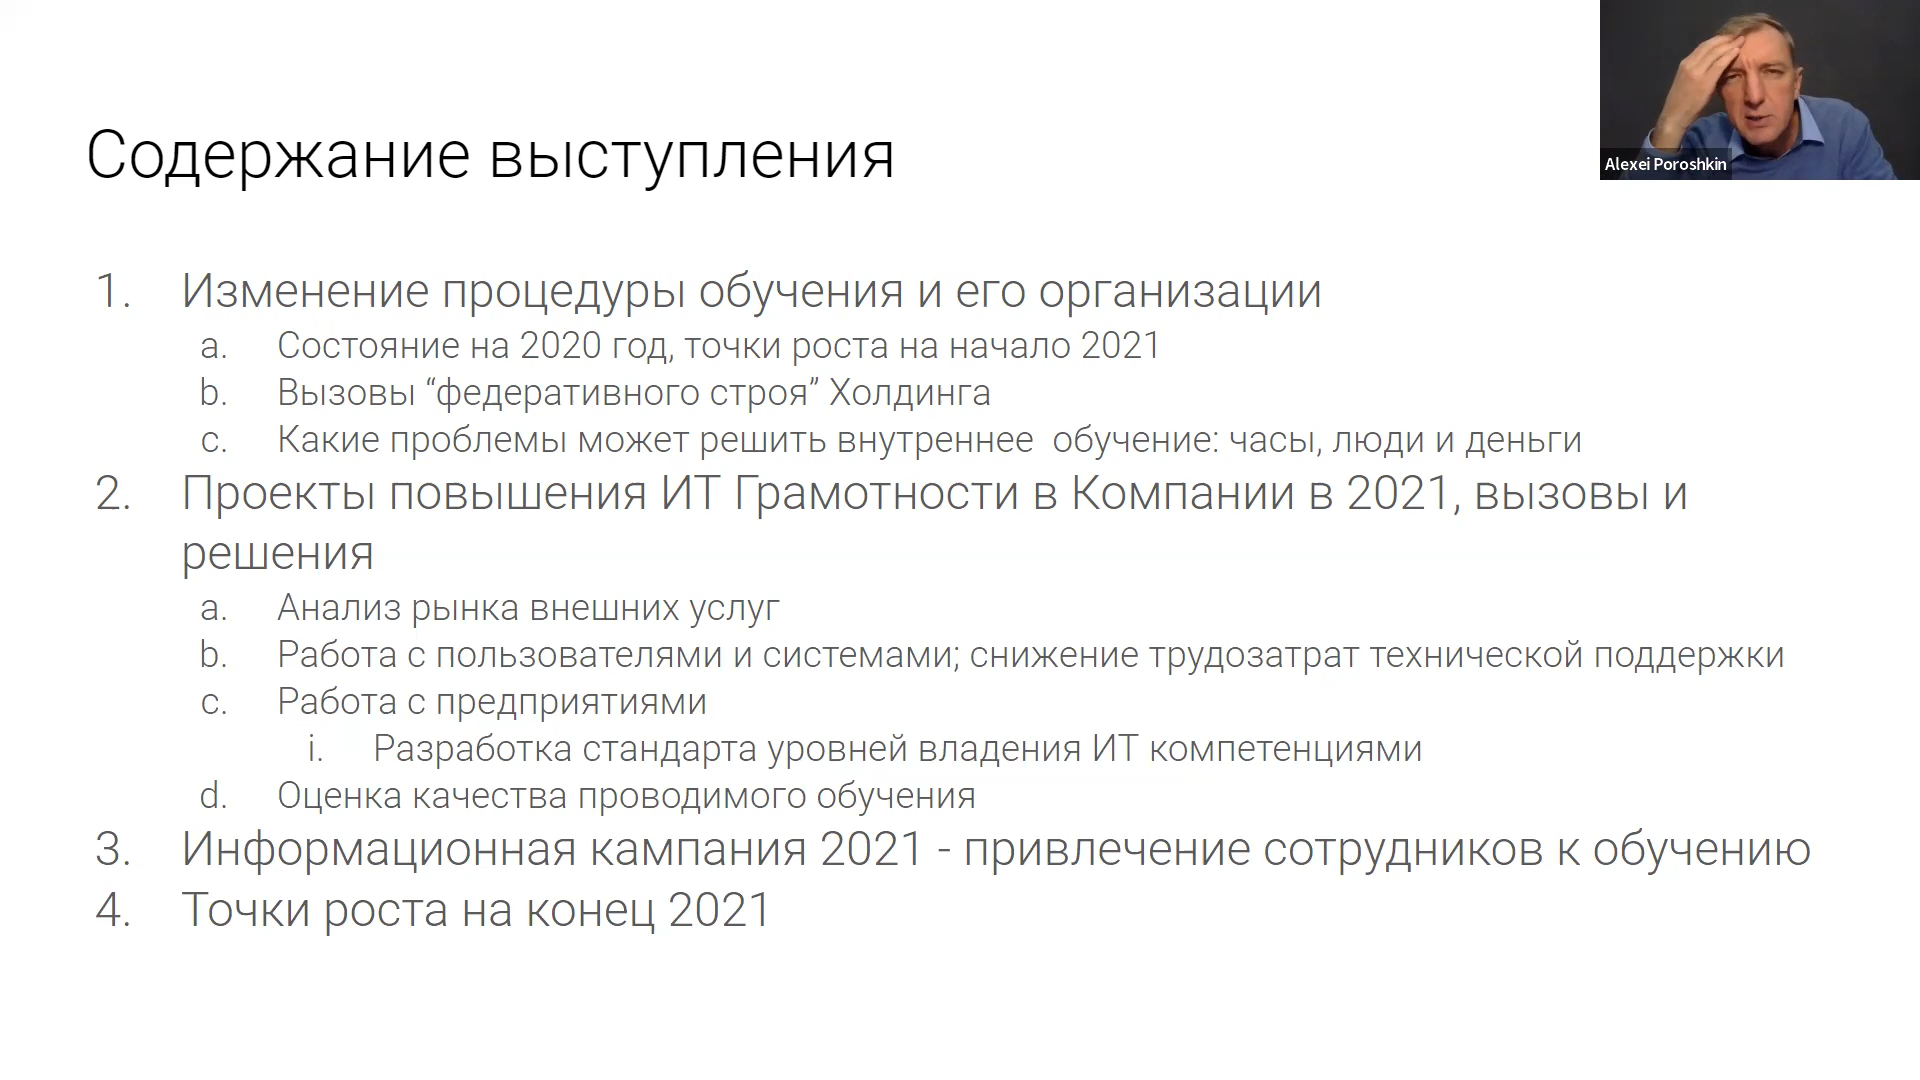 Alexei Poroshkin
Содержание выступления
1. Изменение процедуры обучения и его организации
a. Состояние на 2020 год, точки роста на начало 2021
b. Вызовы “федеративного строя” Холдинга
c. Какие проблемы может решить внутреннее  обучение: часы, люди и деньги
2. Проекты повышения ИТ Грамотности в Компании в 2021, вызовы и
решения
a. Анализ рынка внешних услуг
b. Работа с пользователями и системами; снижение трудозатрат технической поддержки
c. Работа с предприятиями
i. Разработка стандарта уровней владения ИТ компетенциями
d. Оценка качества проводимого обучения
3. Информационная кампания 2021 - привлечение сотрудников к обучению
4. Точки роста на конец 2021